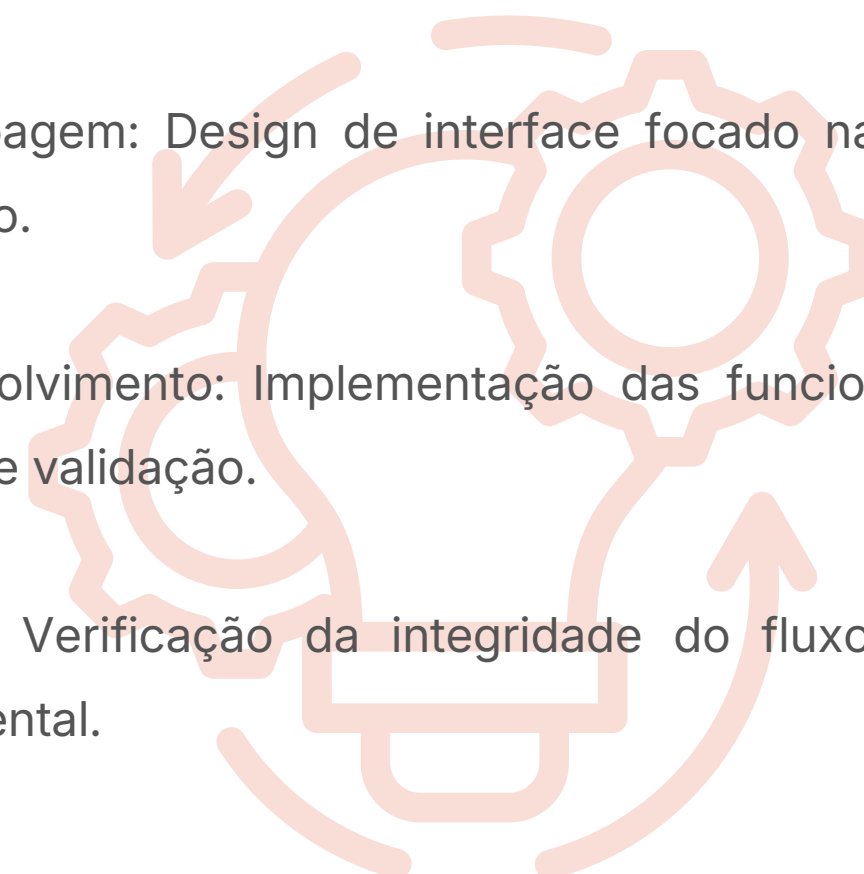 agem: Design de interface focado na
o.
olvimento: Implementação das funcio
e validação.
Verificação da integridade do fluxo
ental.